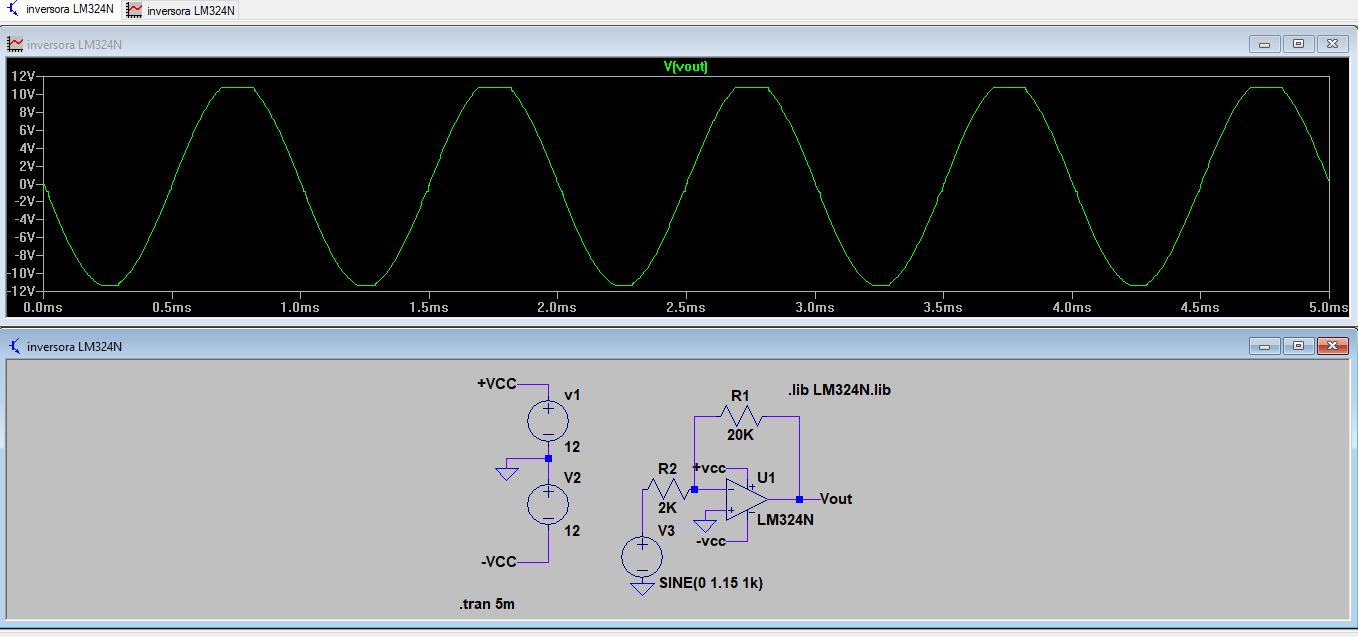 inversora LM324N inversora LM324N
inversora LM324N
V(vout)
12V
10V
8V
6V
4V
2V
0V
-2V
-4V
-6V
-8V
-10V
-12V
0.0ms 0.5ms 1.0ms 1.5ms 2.0ms 2.5ms 3.0ms 3.5ms 4.0ms 4.5ms 5.0ms
inversora LM324N
+VCC
v1
12
V2
12
-VCC
.tran 5m
R1
20K
.lib LM324N.lib
R2
2K
+vcc
U1
LM324N
-vcc
Vout
V3
SINE(0 1.15 1k)